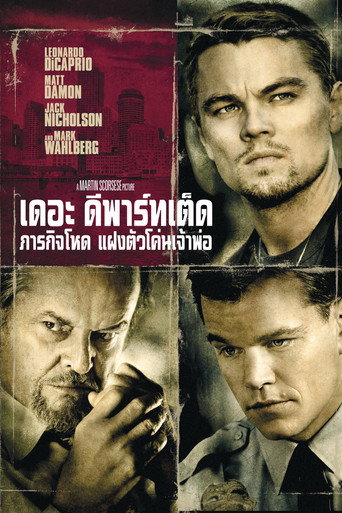 LEONARDO
DiCAPRIO
MATT
DAMON
JACK
NICHOLSON
AND MARK
WAHLBERG
A MARTIN SCORSESE PICTURE
เดอะ ดีพาร์ทเต็ด
ภารกิจโหด แฝงตัวโค่นเจ้าพ่อ